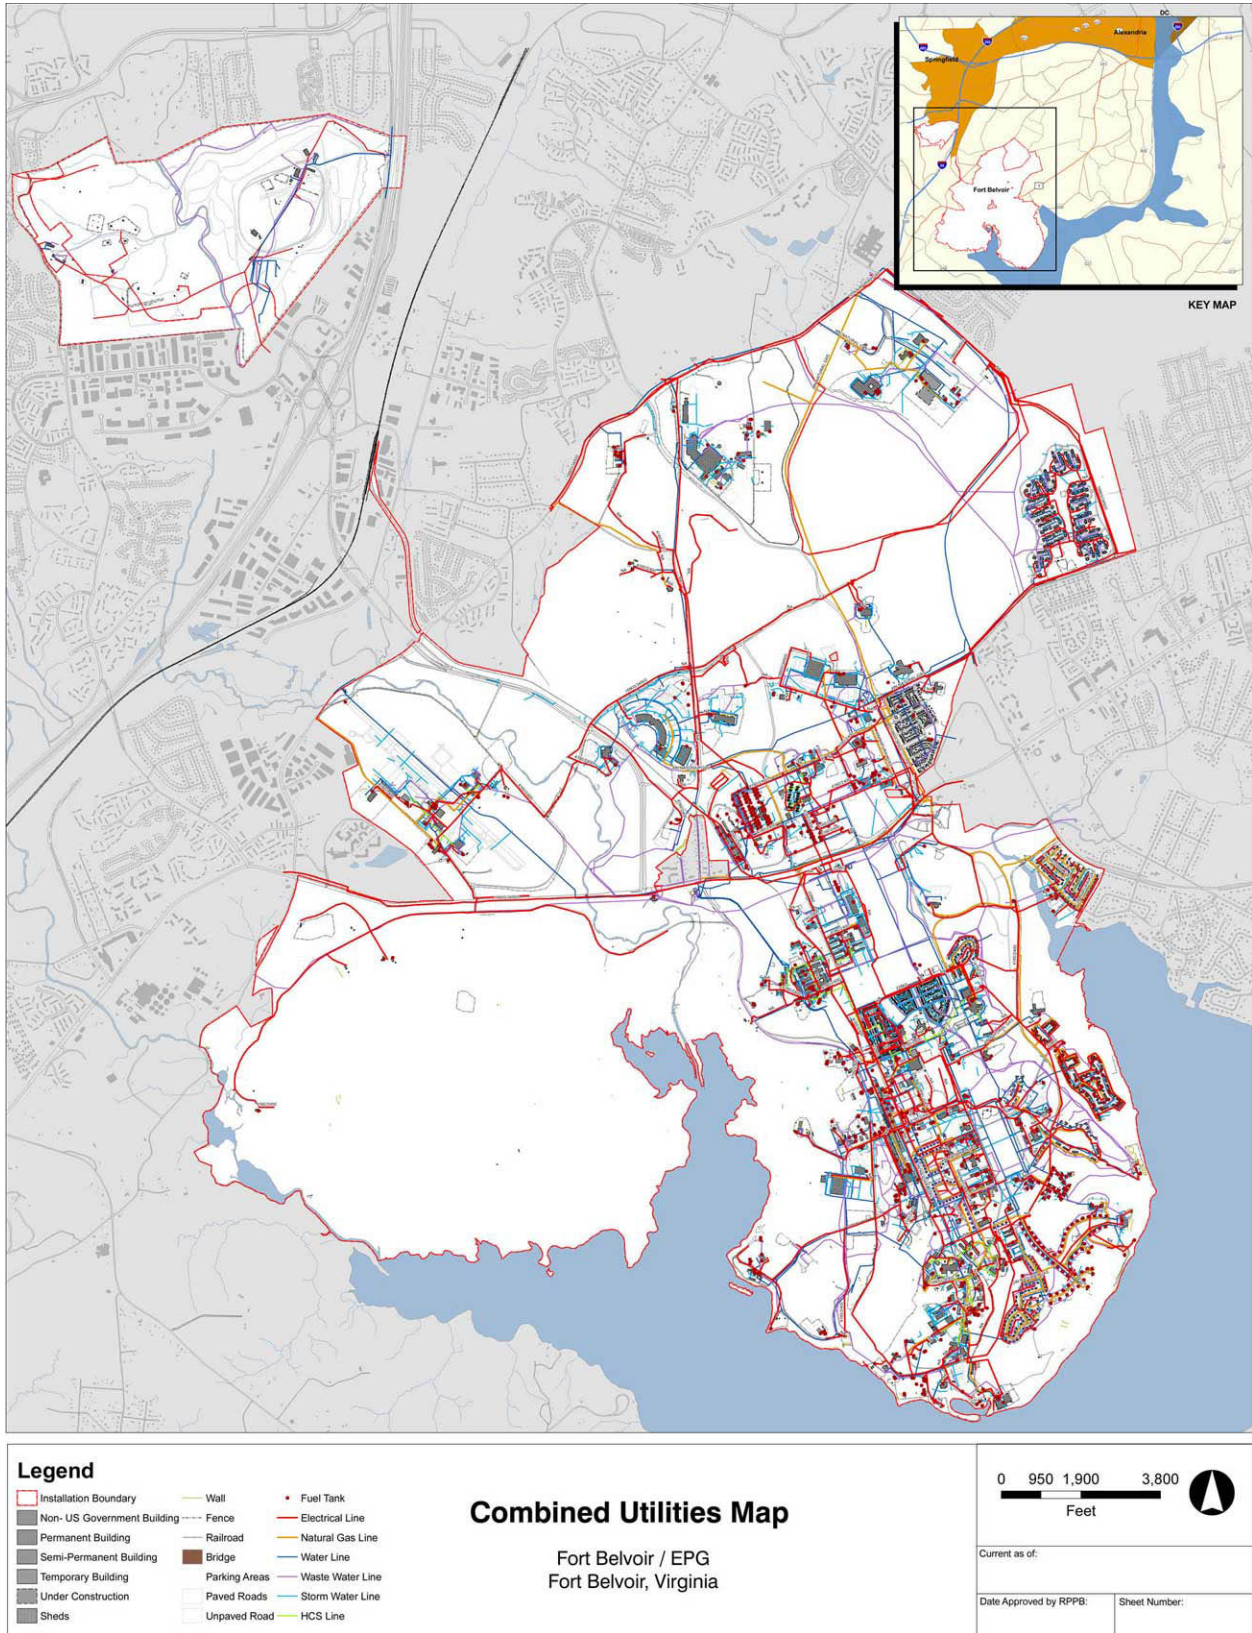 DC
Alexandria
Springfield
Fort Belvoir
KEY MAP
Legend
Installation Boundary
Non- US Government Building
Permanent Building
Semi-Permanent Building
Temporary Building
Under Construction
Sheds
Wall
Fence
Railroad
Bridge
Parking Areas
Paved Roads
Unpaved Road
Fuel Tank
Electrical Line
Natural Gas Line
Water Line
Waste Water Line
Storm Water Line
HCS Line
Combined Utilities Map
Fort Belvoir / EPG
Fort Belvoir, Virginia
0 950 1,900 3,800
Feet
Current as of:
Date Approved by RPPB:
Sheet Number: